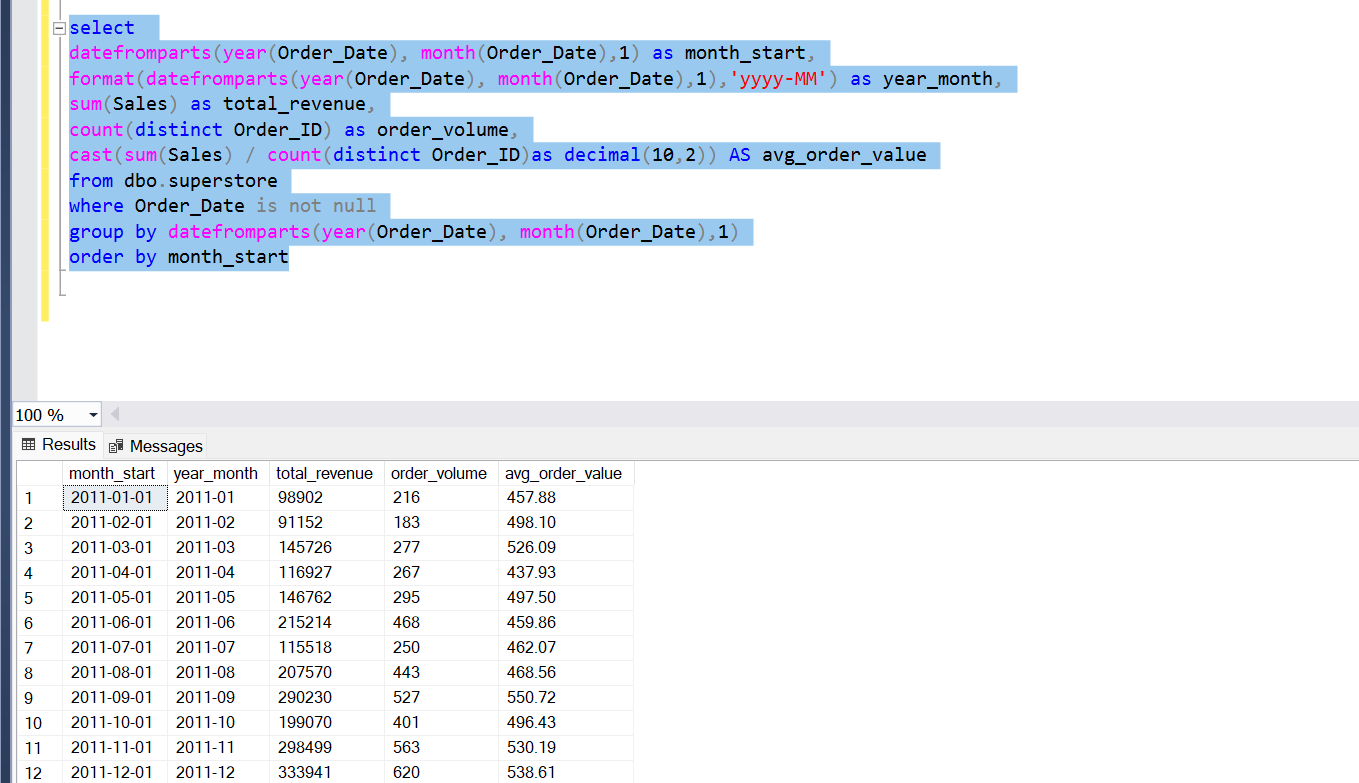 select
datefromparts(year(Order_Date), month(Order_Date),1) as month_start,
format(datefromparts(year(Order_Date), month(Order_Date),1),'yyyy-MM') as year_month,
sum(Sales) as total_revenue,
count(distinct Order_ID) as order_volume,
cast(sum(Sales) / count(distinct Order_ID)as decimal(10,2)) AS avg_order_value
from dbo.superstore
where Order_Date is not null
group by datefromparts(year(Order_Date), month(Order_Date),1)
order by month_start
100 %
Results Messages
month_start year_month total_revenue order_volume avg_order_value
1 2011-01-01 2011-01 98902 216 457.88
2 2011-02-01 2011-02 91152 183 498.10
3 2011-03-01 2011-03 145726 277 526.09
4 2011-04-01 2011-04 116927 267 437.93
5 2011-05-01 2011-05 146762 295 497.50
6 2011-06-01 2011-06 215214 468 459.86
7 2011-07-01 2011-07 115518 250 462.07
8 2011-08-01 2011-08 207570 443 468.56
9 2011-09-01 2011-09 290230 527 550.72
10 2011-10-01 2011-10 199070 401 496.43
11 2011-11-01 2011-11 298499 563 530.19
12 2011-12-01 2011-12 333941 620 538.61